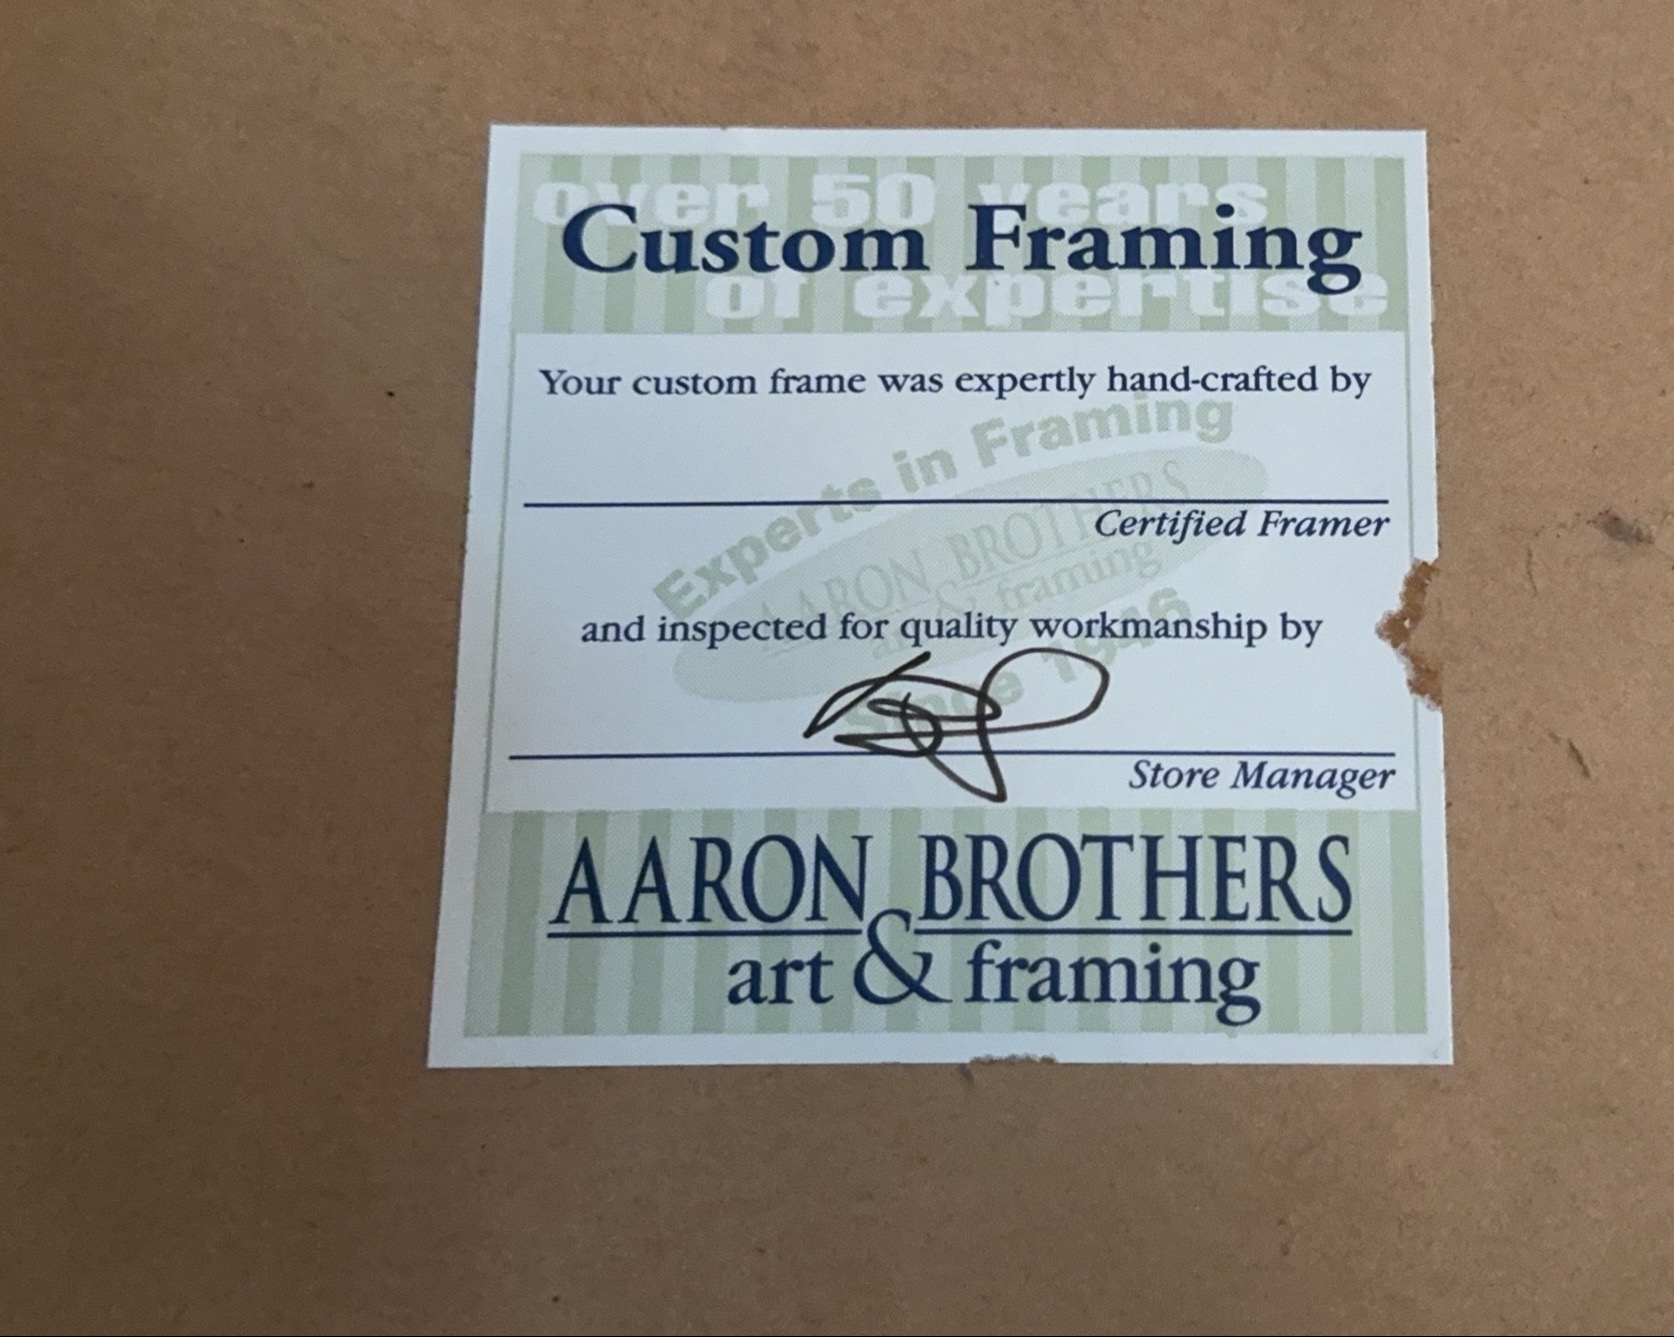 over 50 years
Custom Framing
of expertise
Your custom frame was expertly hand-crafted by
Experts in Framing
AARON BROTHERS
Certified Framer
art & framing
and inspected for quality workmanship by
Since 1946
Store Manager
AARON BROTHERS
art & framing